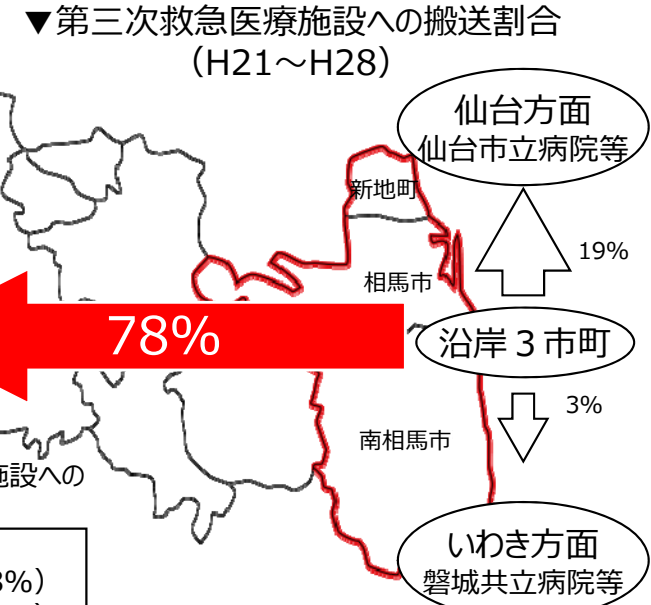 ▼第三次救急医療施設への搬送割合
(H21~H28)
仙台方面
仙台市立病院等
新地町
19%
相馬市
78%
沿岸3市町
3%
南相馬市
施設への
いわき方面
磐城共立病院等
8%)